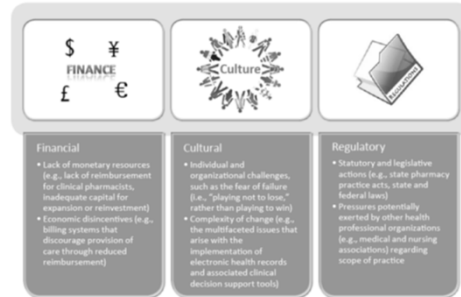 $ ¥
FINANCE
£ €
Culture
REGULATIONS
Financial
• Lack of monetary resources
(e.g., lack of reimbursement
for clinical pharmacists,
inadequate capital for
expansion or reinvestment)
• Economic disincentives (e.g.,
billing systems that
discourage provision of
care through reduced
reimbursement)
Cultural
• Individual and
organizational challenges,
such as the fear of failure
(i.e., "playing not to lose,"
rather than playing to win)
• Complexity of change (e.g.,
the multifaceted issues that
arise with the
implementation of
electronic health records
and associated clinical
decision support tools)
Regulatory
• Statutory and legislative
actions (e.g., state pharmacy
practice acts, state and
federal laws)
• Pressures potentially
exerted by other health
professional organizations
(e.g., medical and nursing
associations) regarding
scope of practice